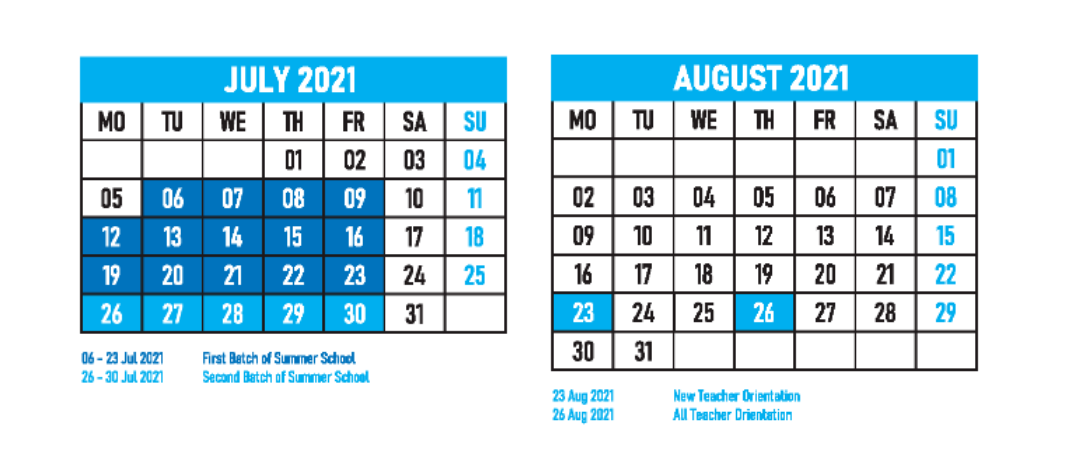 JULY 2021
MO TU WE TH FR SA SU
01 02 03 04
05 06 07 08 09 10 11
12 13 14 15 16 17 18
19 20 21 22 23 24 25
26 27 28 29 30 31
06 - 23 Jul 2021 First Batch of Summer School
26 - 30 Jul 2021 Second Batch of Summer School
AUGUST 2021
MO TU WE TH FR SA SU
01
02 03 04 05 06 07 08
09 10 11 12 13 14 15
16 17 18 19 20 21 22
23 24 25 26 27 28 29
30 31
23 Aug 2021 New Teacher Orientation
26 Aug 2021 All Teacher Orientation